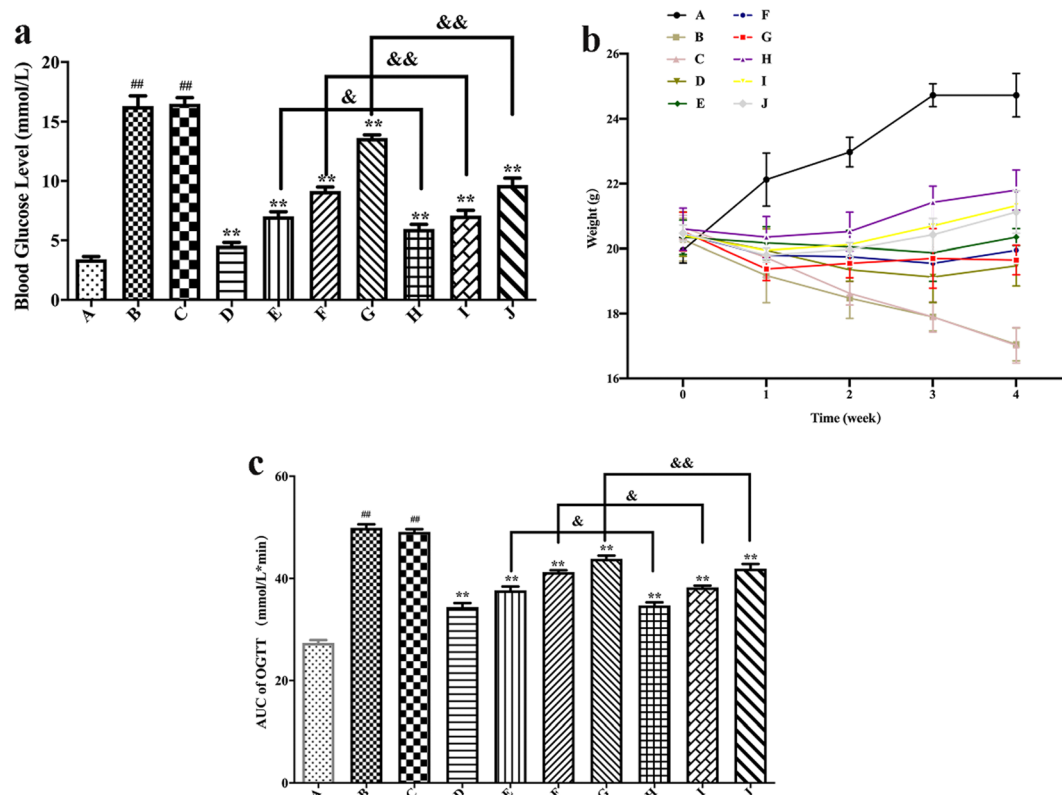 a
Blood Glucose Level (mmol/L)
20
15
10
5
0
##
##
**
**
**
**
**
**
**
&
&&
&&
A
B
C
D
E
F
G
H
I
J
b
A
B
C
D
E
F
G
H
I
J
Weight (g)
26
24
22
20
18
16
0
1
2
3
4
Time (week)
c
AUC of OGTT (mmol/L*min)
60
40
20
0
##
##
**
**
**
**
**
**
**
&
&
&&
A
B
C
D
E
F
G
H
I
J